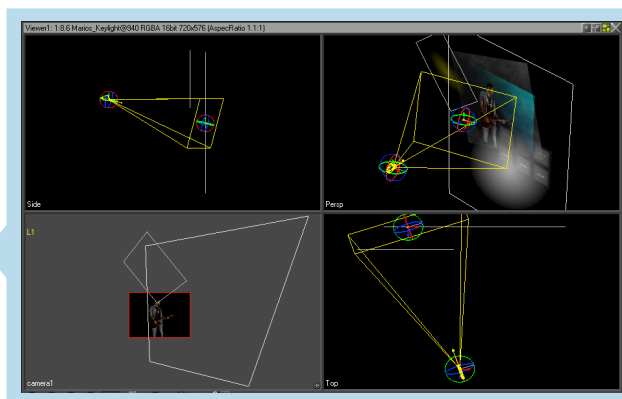 Viewer1: 1:8.6 Marios_Keylight@940 RGBA 16bit 720x576 (AspecRatio 1.1:1)
Side
Persp
L1
camera1
Top